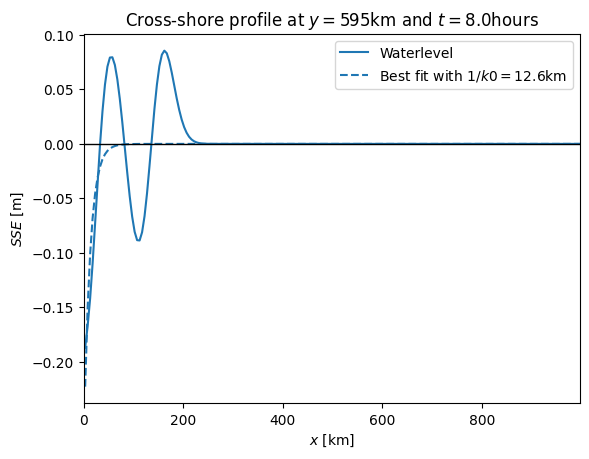 Cross-shore profile at y = 595km and t = 8.0hours
Waterlevel
Best fit with 1/k0 = 12.6km
SSE [m]
0.10
0.05
0.00
−0.05
−0.10
−0.15
−0.20
0 200 400 600 800
x [km]